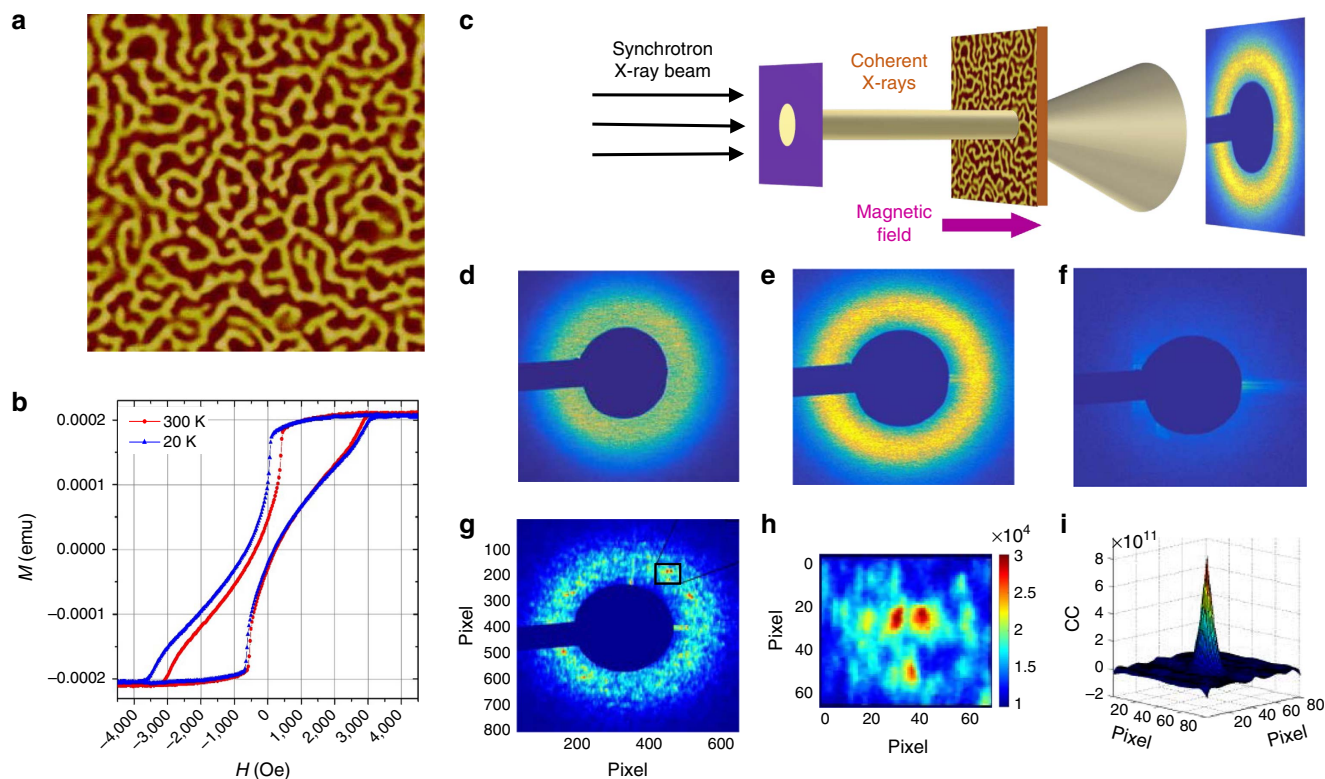 a
c
Synchrotron
X-ray beam
Coherent
X-rays
Magnetic
field
b
0.0002
0.0001
0.0000
–0.0001
–0.0002
M (emu)
300 K
20 K
–4,000
–3,000
–2,000
–1,000
0
1,000
2,000
3,000
4,000
H (Oe)
d
e
f
g
100
200
300
400
500
600
700
800
Pixel
200
400
600
Pixel
h
×10⁴
0
20
40
60
Pixel
0
20
40
60
Pixel
3
2.5
2
1.5
1
i
×10¹¹
8
6
4
2
0
–2
CC
20
40
60
80
Pixel
20
40
60
80
Pixel